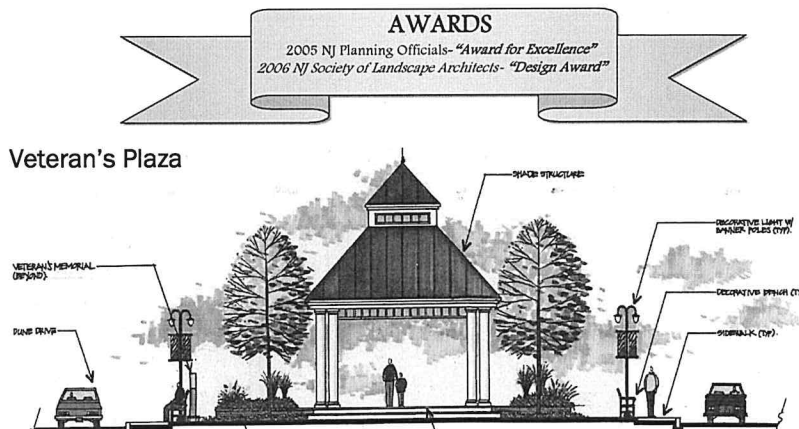 AWARDS
2005 NJ Planning Officials- "Award for Excellence"
2006 NJ Society of Landscape Architects- "Design Award"
Veteran's Plaza
SHADE STRUCTURE
DECORATIVE LIGHT W/
BANNER POLES (TYP).
VETERAN'S MEMORIAL
(BEYOND).
DECORATIVE BENCH (T
DUNE DRIVE
SIDEWALK (TYP).